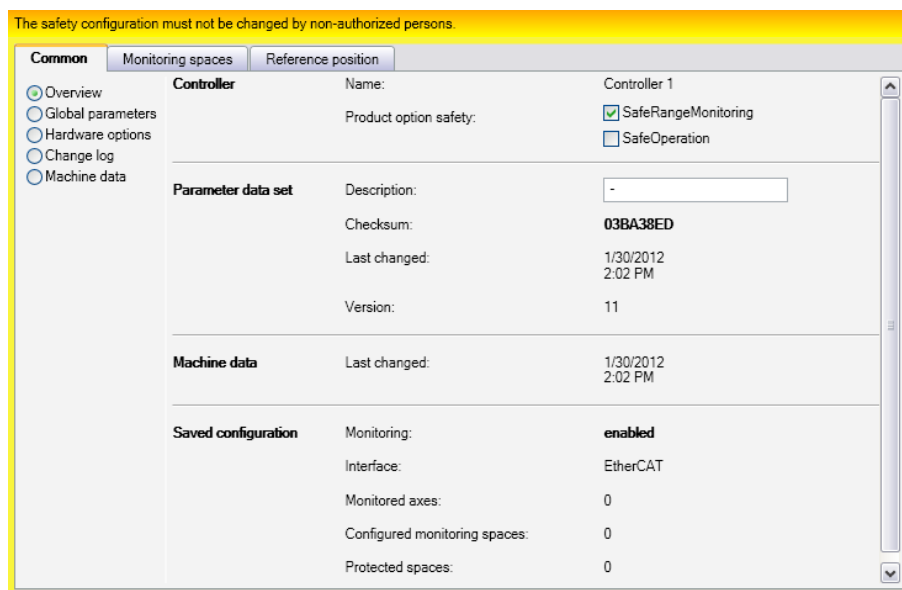 The safety configuration must not be changed by non-authorized persons.
Common Monitoring spaces Reference position
Overview
Global parameters
Hardware options
Change log
Machine data
Controller Name: Controller 1
Product option safety: SafeRangeMonitoring
SafeOperation
Parameter data set Description: -
Checksum: 03BA38ED
Last changed: 1/30/2012
2:02 PM
Version: 11
Machine data Last changed: 1/30/2012
2:02 PM
Saved configuration Monitoring: enabled
Interface: EtherCAT
Monitored axes: 0
Configured monitoring spaces: 0
Protected spaces: 0